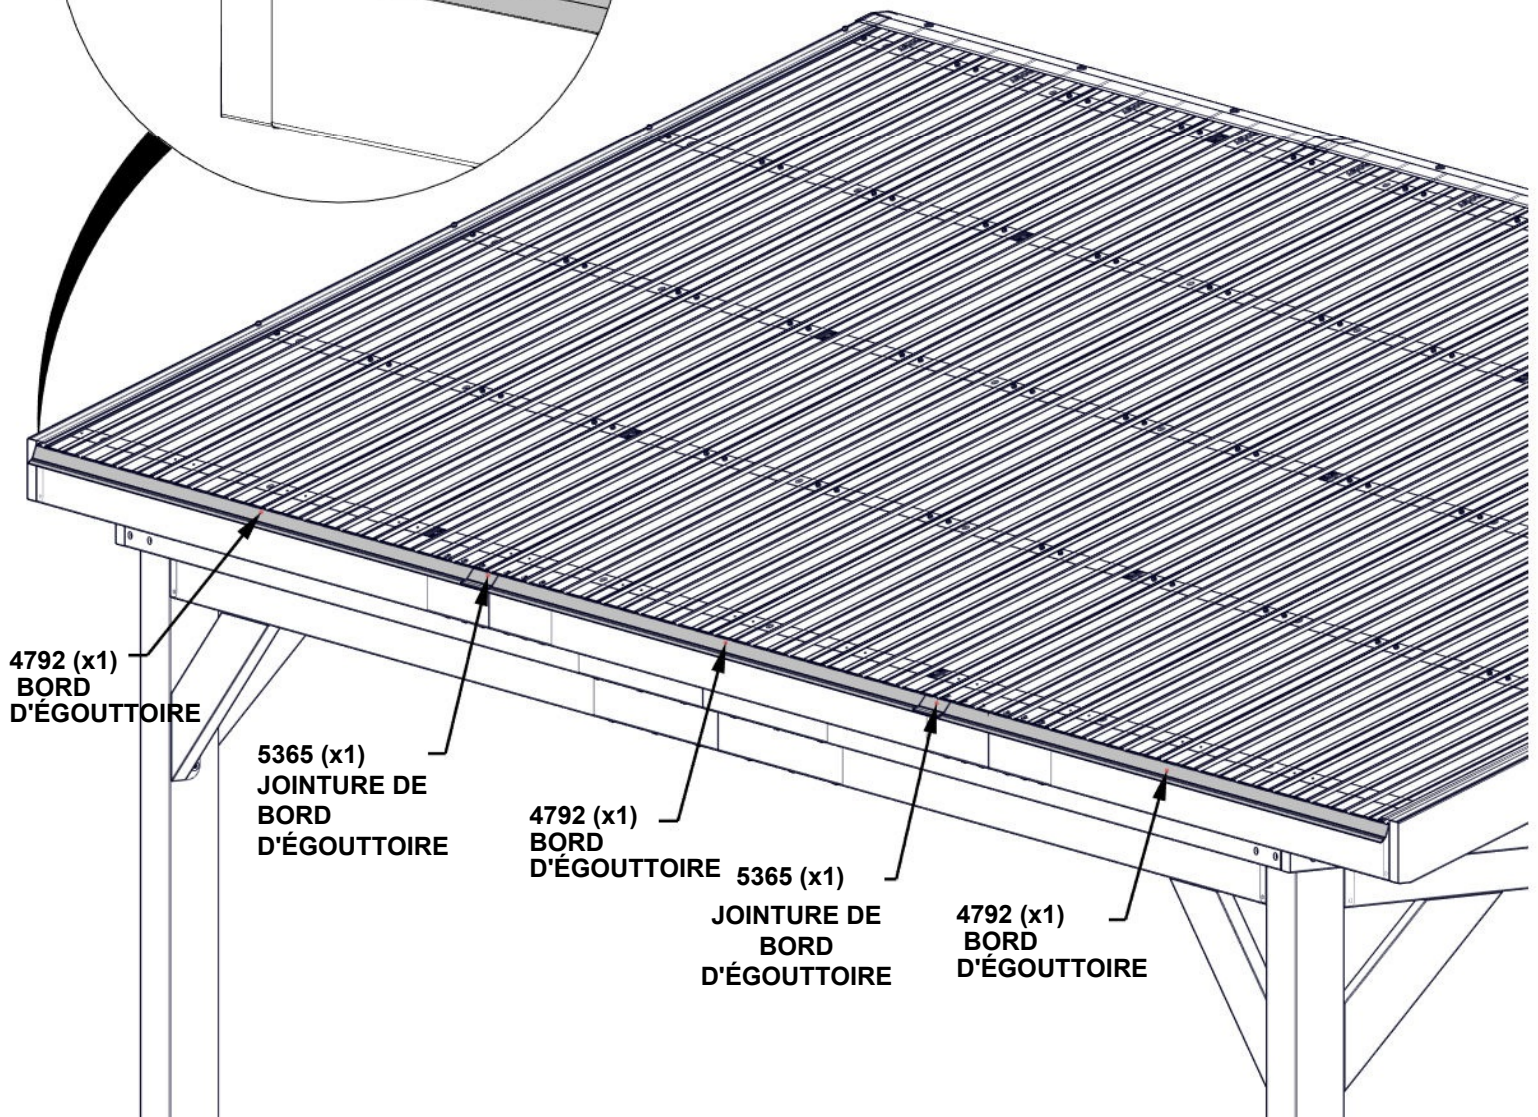 4792 (x1)
BORD
D'ÉGOUTTOIRE
5365 (x1)
JOINTURE DE
BORD
D'ÉGOUTTOIRE
4792 (x1)
BORD
D'ÉGOUTTOIRE
5365 (x1)
JOINTURE DE
BORD
D'ÉGOUTTOIRE
4792 (x1)
BORD
D'ÉGOUTTOIRE